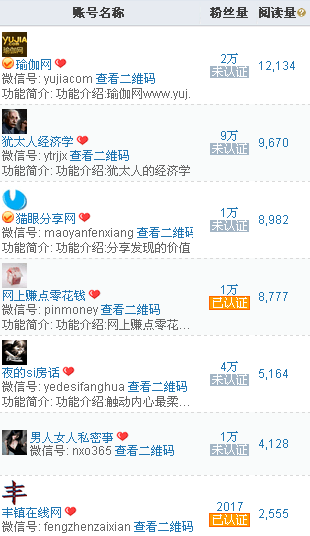 账号名称 粉丝量 阅读量
YUJIA
瑜伽网
瑜伽网 2万 12,134
微信号: yujiacom 查看二维码 未认证
功能简介: 功能介绍:瑜伽网www.yuj...
犹太人经济学 9万 9,670
微信号: ytrjjx 查看二维码 未认证
功能简介: 功能介绍:犹太人的经济学
猫眼分享网 1万 8,982
微信号: maoyanfenxiang 查看二维码 未认证
功能简介: 功能介绍:分享发现的价值
网上赚点零花钱 1万 8,777
微信号: pinmoney 查看二维码 已认证
功能简介: 功能介绍:网上赚点零花...
夜的si房话 4万 5,164
微信号: yedesifanghua 查看二维码 未认证
功能简介: 功能介绍:触动内心最柔...
男人女人私密事 1万 4,128
微信号: nxo365 查看二维码 未认证
丰
丰镇在线网 2017 2,555
微信号: fengzhenzaixian 查看二维码 已认证